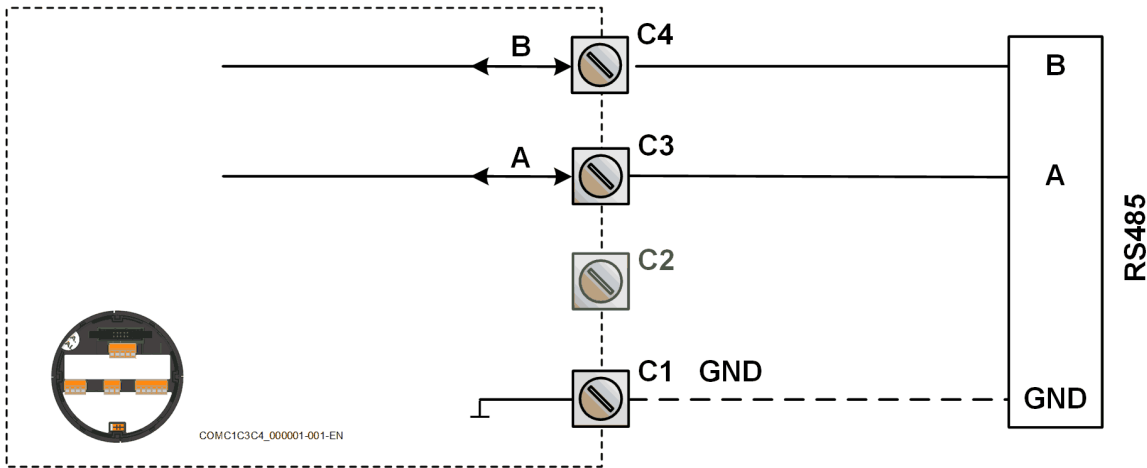 B C4 B
A C3 A
C2
RS485
C1 GND GND
COMC1C3C4_000001-001-EN